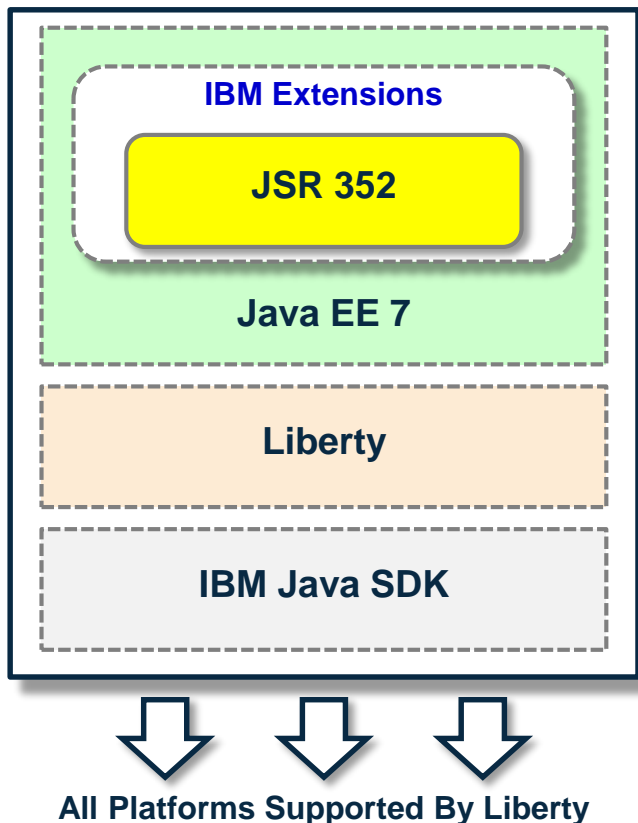 IBM Extensions
JSR 352
Java EE 7
Liberty
IBM Java SDK
All Platforms Supported By Liberty